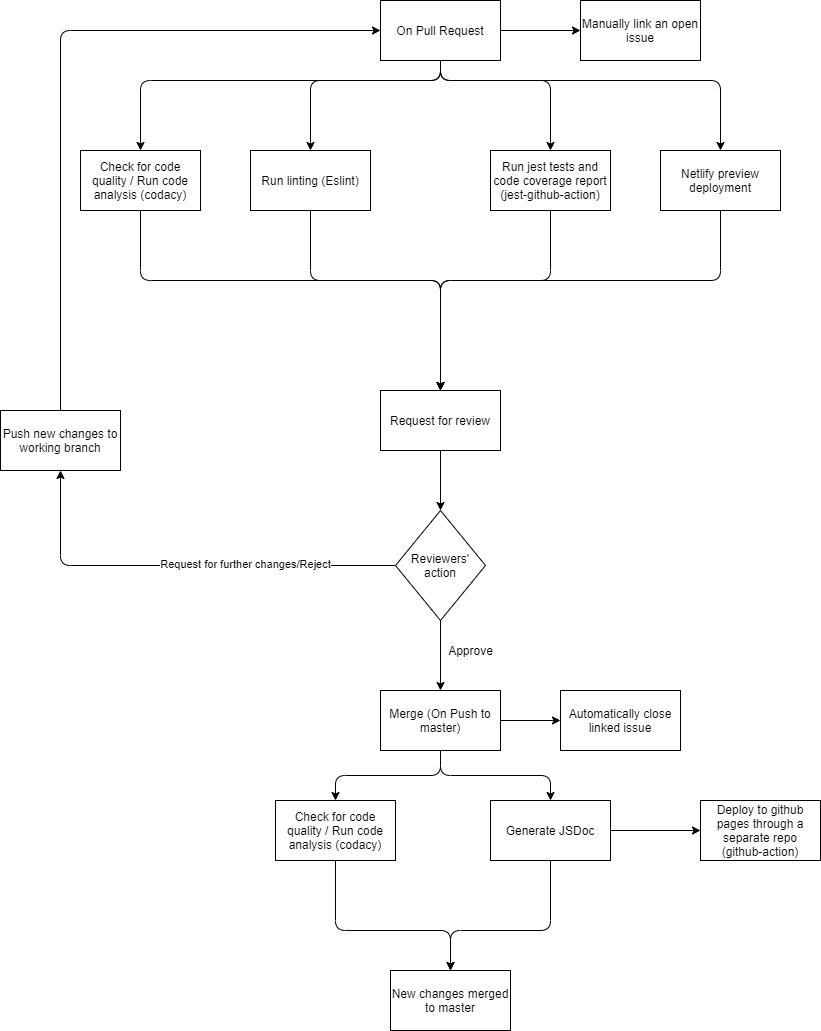 On Pull Request
Manually link an open
issue
Check for code
quality / Run code
analysis (codacy)
Run linting (Eslint)
Run jest tests and
code coverage report
(jest-github-action)
Netlify preview
deployment
Request for review
Push new changes to
working branch
Reviewers'
action
Request for further changes/Reject
Approve
Merge (On Push to
master)
Automatically close
linked issue
Check for code
quality / Run code
analysis (codacy)
Generate JSDoc
Deploy to github
pages through a
separate repo
(github-action)
New changes merged
to master